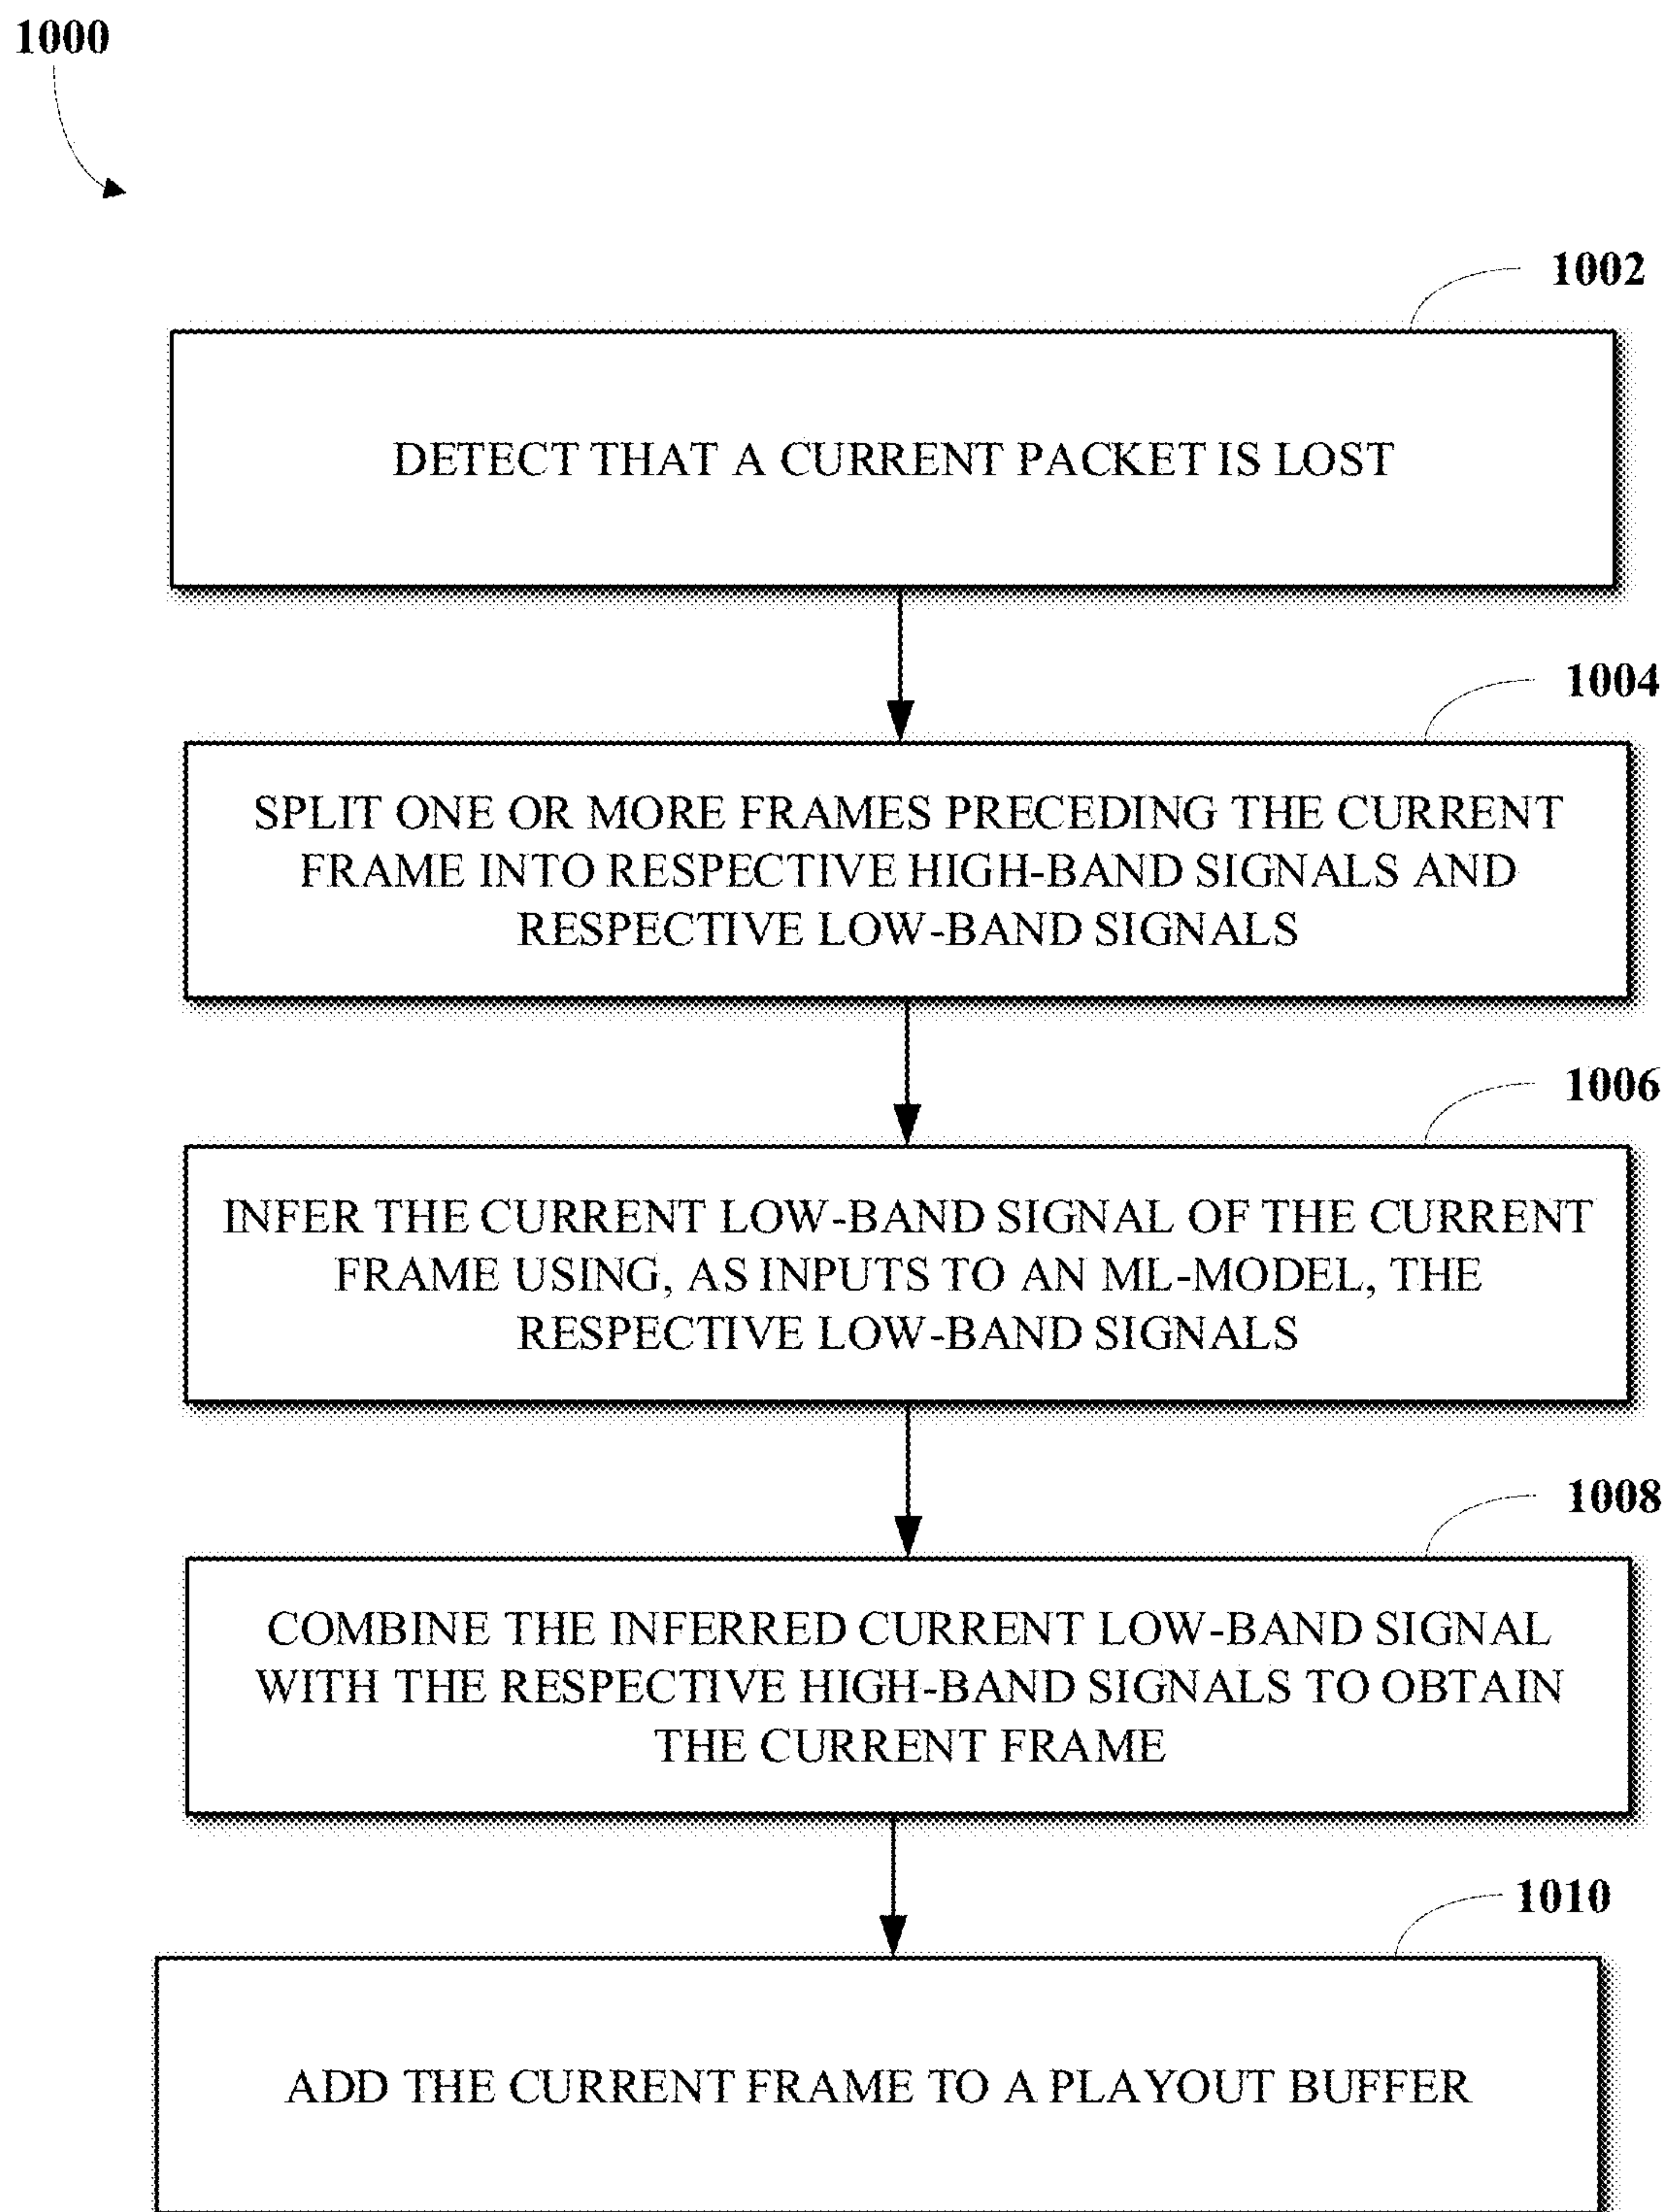 1000
1002
DETECT THAT A CURRENT PACKET IS LOST
1004
SPLIT ONE OR MORE FRAMES PRECEDING THE CURRENT
FRAME INTO RESPECTIVE HIGH-BAND SIGNALS AND
RESPECTIVE LOW-BAND SIGNALS
1006
INFER THE CURRENT LOW-BAND SIGNAL OF THE CURRENT
FRAME USING, AS INPUTS TO AN ML-MODEL, THE
RESPECTIVE LOW-BAND SIGNALS
1008
COMBINE THE INFERRED CURRENT LOW-BAND SIGNAL
WITH THE RESPECTIVE HIGH-BAND SIGNALS TO OBTAIN
THE CURRENT FRAME
1010
ADD THE CURRENT FRAME TO A PLAYOUT BUFFER